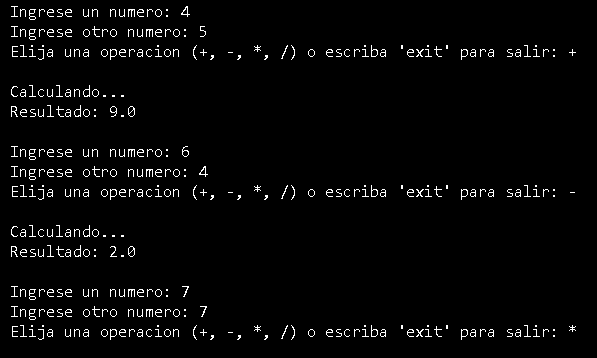 Ingrese un numero: 4
Ingrese otro numero: 5
Elija una operacion (+, -, *, /) o escriba 'exit' para salir: +
Calculando...
Resultado: 9.0
Ingrese un numero: 6
Ingrese otro numero: 4
Elija una operacion (+, -, *, /) o escriba 'exit' para salir: -
Calculando...
Resultado: 2.0
Ingrese un numero: 7
Ingrese otro numero: 7
Elija una operacion (+, -, *, /) o escriba 'exit' para salir: *